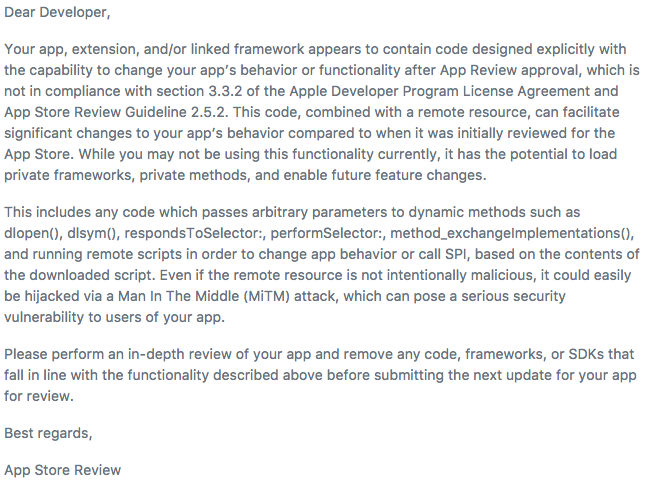 Dear Developer,
Your app, extension, and/or linked framework appears to contain code designed explicitly with
the capability to change your app’s behavior or functionality after App Review approval, which is
not in compliance with section 3.3.2 of the Apple Developer Program License Agreement and
App Store Review Guideline 2.5.2. This code, combined with a remote resource, can facilitate
significant changes to your app’s behavior compared to when it was initially reviewed for the
App Store. While you may not be using this functionality currently, it has the potential to load
private frameworks, private methods, and enable future feature changes.
This includes any code which passes arbitrary parameters to dynamic methods such as
dlopen(), dlsym(), respondsToSelector:, performSelector:, method_exchangeImplementations(),
and running remote scripts in order to change app behavior or call SPI, based on the contents of
the downloaded script. Even if the remote resource is not intentionally malicious, it could easily
be hijacked via a Man In The Middle (MiTM) attack, which can pose a serious security
vulnerability to users of your app.
Please perform an in-depth review of your app and remove any code, frameworks, or SDKs that
fall in line with the functionality described above before submitting the next update for your app
for review.
Best regards,
App Store Review